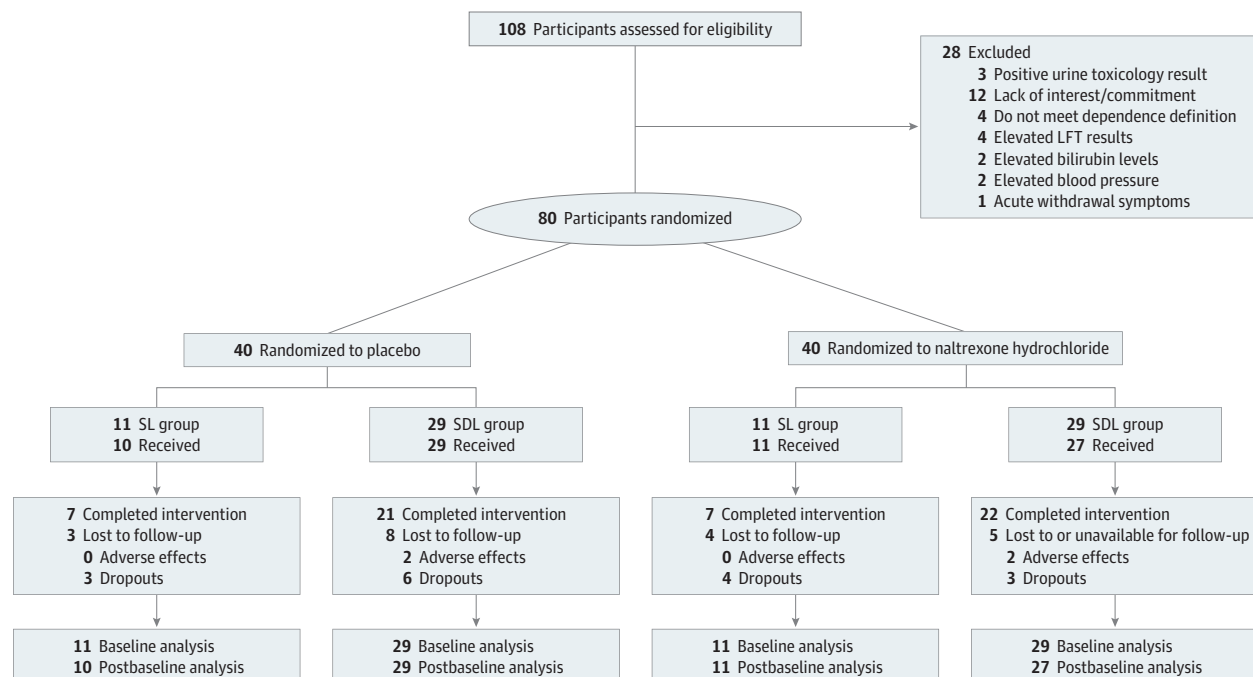 108 Participants assessed for eligibility
28 Excluded
3 Positive urine toxicology result
12 Lack of interest/commitment
4 Do not meet dependence definition
4 Elevated LFT results
2 Elevated bilirubin levels
2 Elevated blood pressure
1 Acute withdrawal symptoms
80 Participants randomized
40 Randomized to placebo
40 Randomized to naltrexone hydrochloride
11 SL group
10 Received
29 SDL group
29 Received
11 SL group
11 Received
29 SDL group
27 Received
7 Completed intervention
3 Lost to follow-up
0 Adverse effects
3 Dropouts
21 Completed intervention
8 Lost to follow-up
2 Adverse effects
6 Dropouts
7 Completed intervention
4 Lost to follow-up
0 Adverse effects
4 Dropouts
22 Completed intervention
5 Lost to or unavailable for follow-up
2 Adverse effects
3 Dropouts
11 Baseline analysis
10 Postbaseline analysis
29 Baseline analysis
29 Postbaseline analysis
11 Baseline analysis
11 Postbaseline analysis
29 Baseline analysis
27 Postbaseline analysis